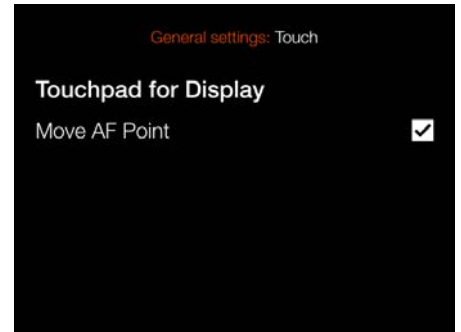 General settings: Touch
Touchpad for Display
Move AF Point